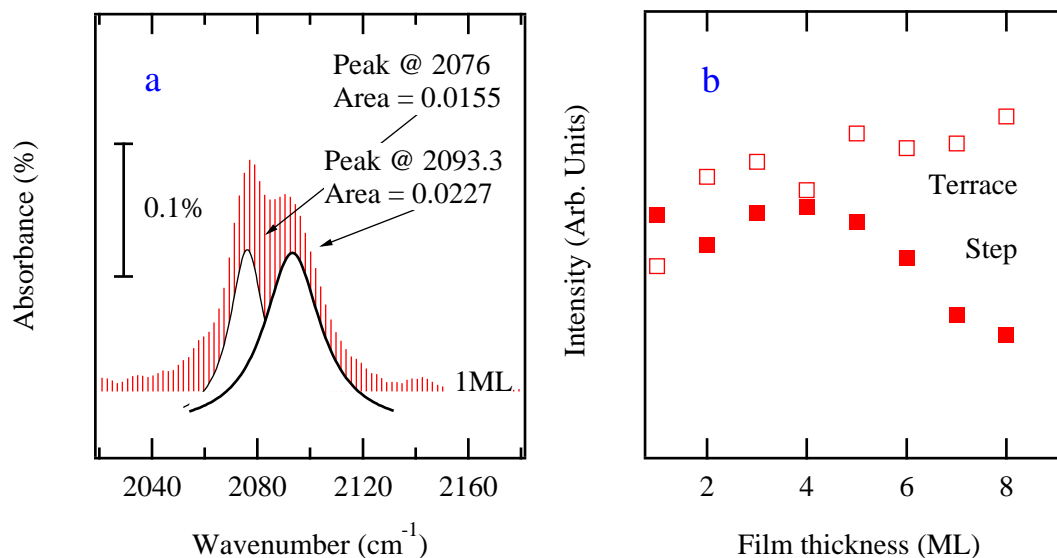 a
Peak @ 2076
Area = 0.0155
Peak @ 2093.3
Area = 0.0227
0.1%
1ML
Absorbance (%)
2040 2080 2120 2160
Wavenumber (cm-1)
b
Terrace
Step
Intensity (Arb. Units)
2 4 6 8
Film thickness (ML)